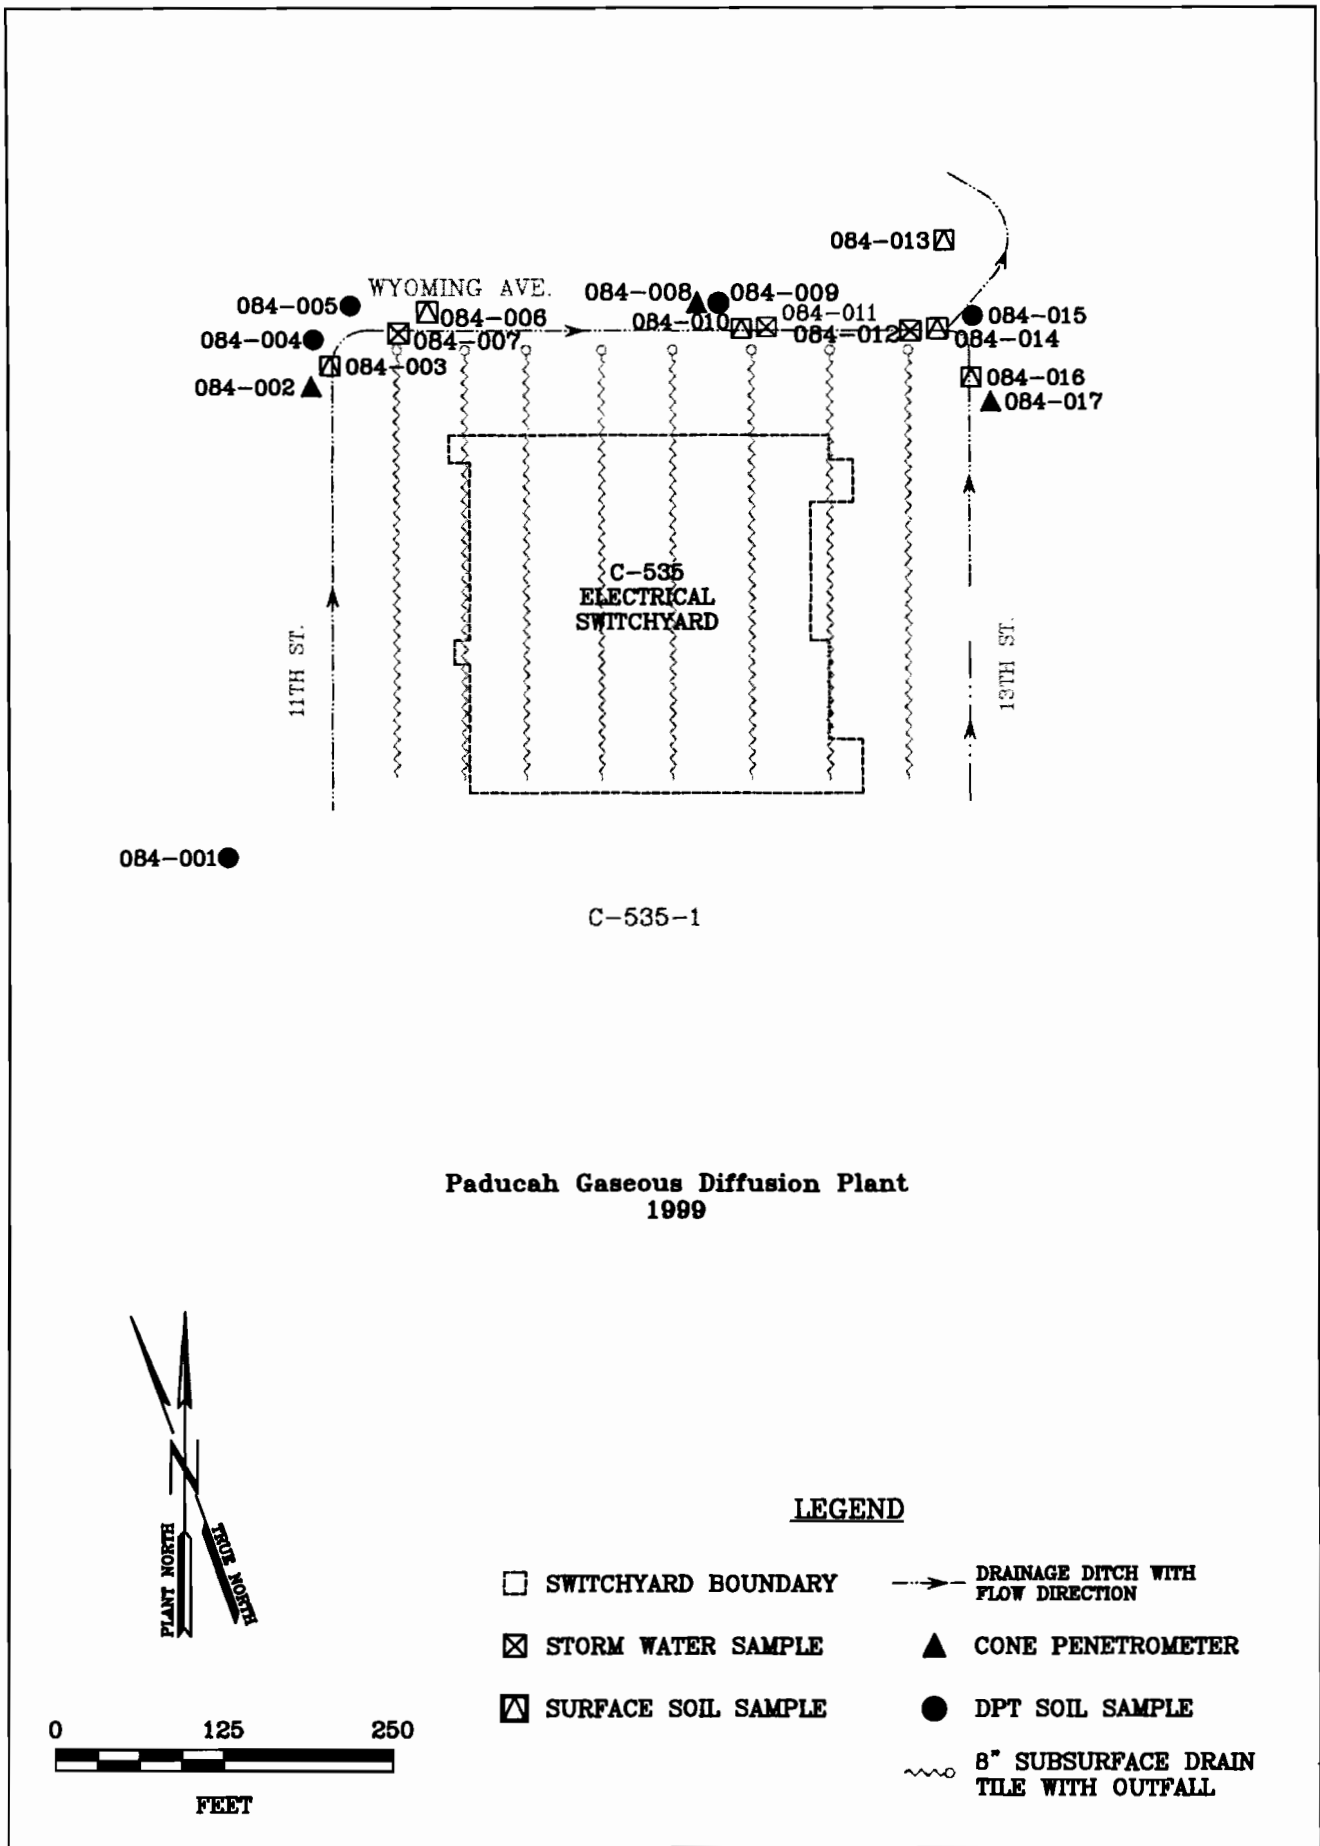 084-013
WYOMING AVE.
084-008
084-009
084-005
084-006
084-010
084-011
084-015
084-004
084-007
084-012
084-014
084-003
084-016
084-002
084-017
C-535
ELECTRICAL
SWITCHYARD
11TH ST.
13TH ST.
084-001
C-535-1
Paducah Gaseous Diffusion Plant
1999
PLANT NORTH
TRUE NORTH
N
LEGEND
SWITCHYARD BOUNDARY
DRAINAGE DITCH WITH
FLOW DIRECTION
STORM WATER SAMPLE
CONE PENETROMETER
SURFACE SOIL SAMPLE
DPT SOIL SAMPLE
8" SUBSURFACE DRAIN
TILE WITH OUTFALL
0 125 250
FEET